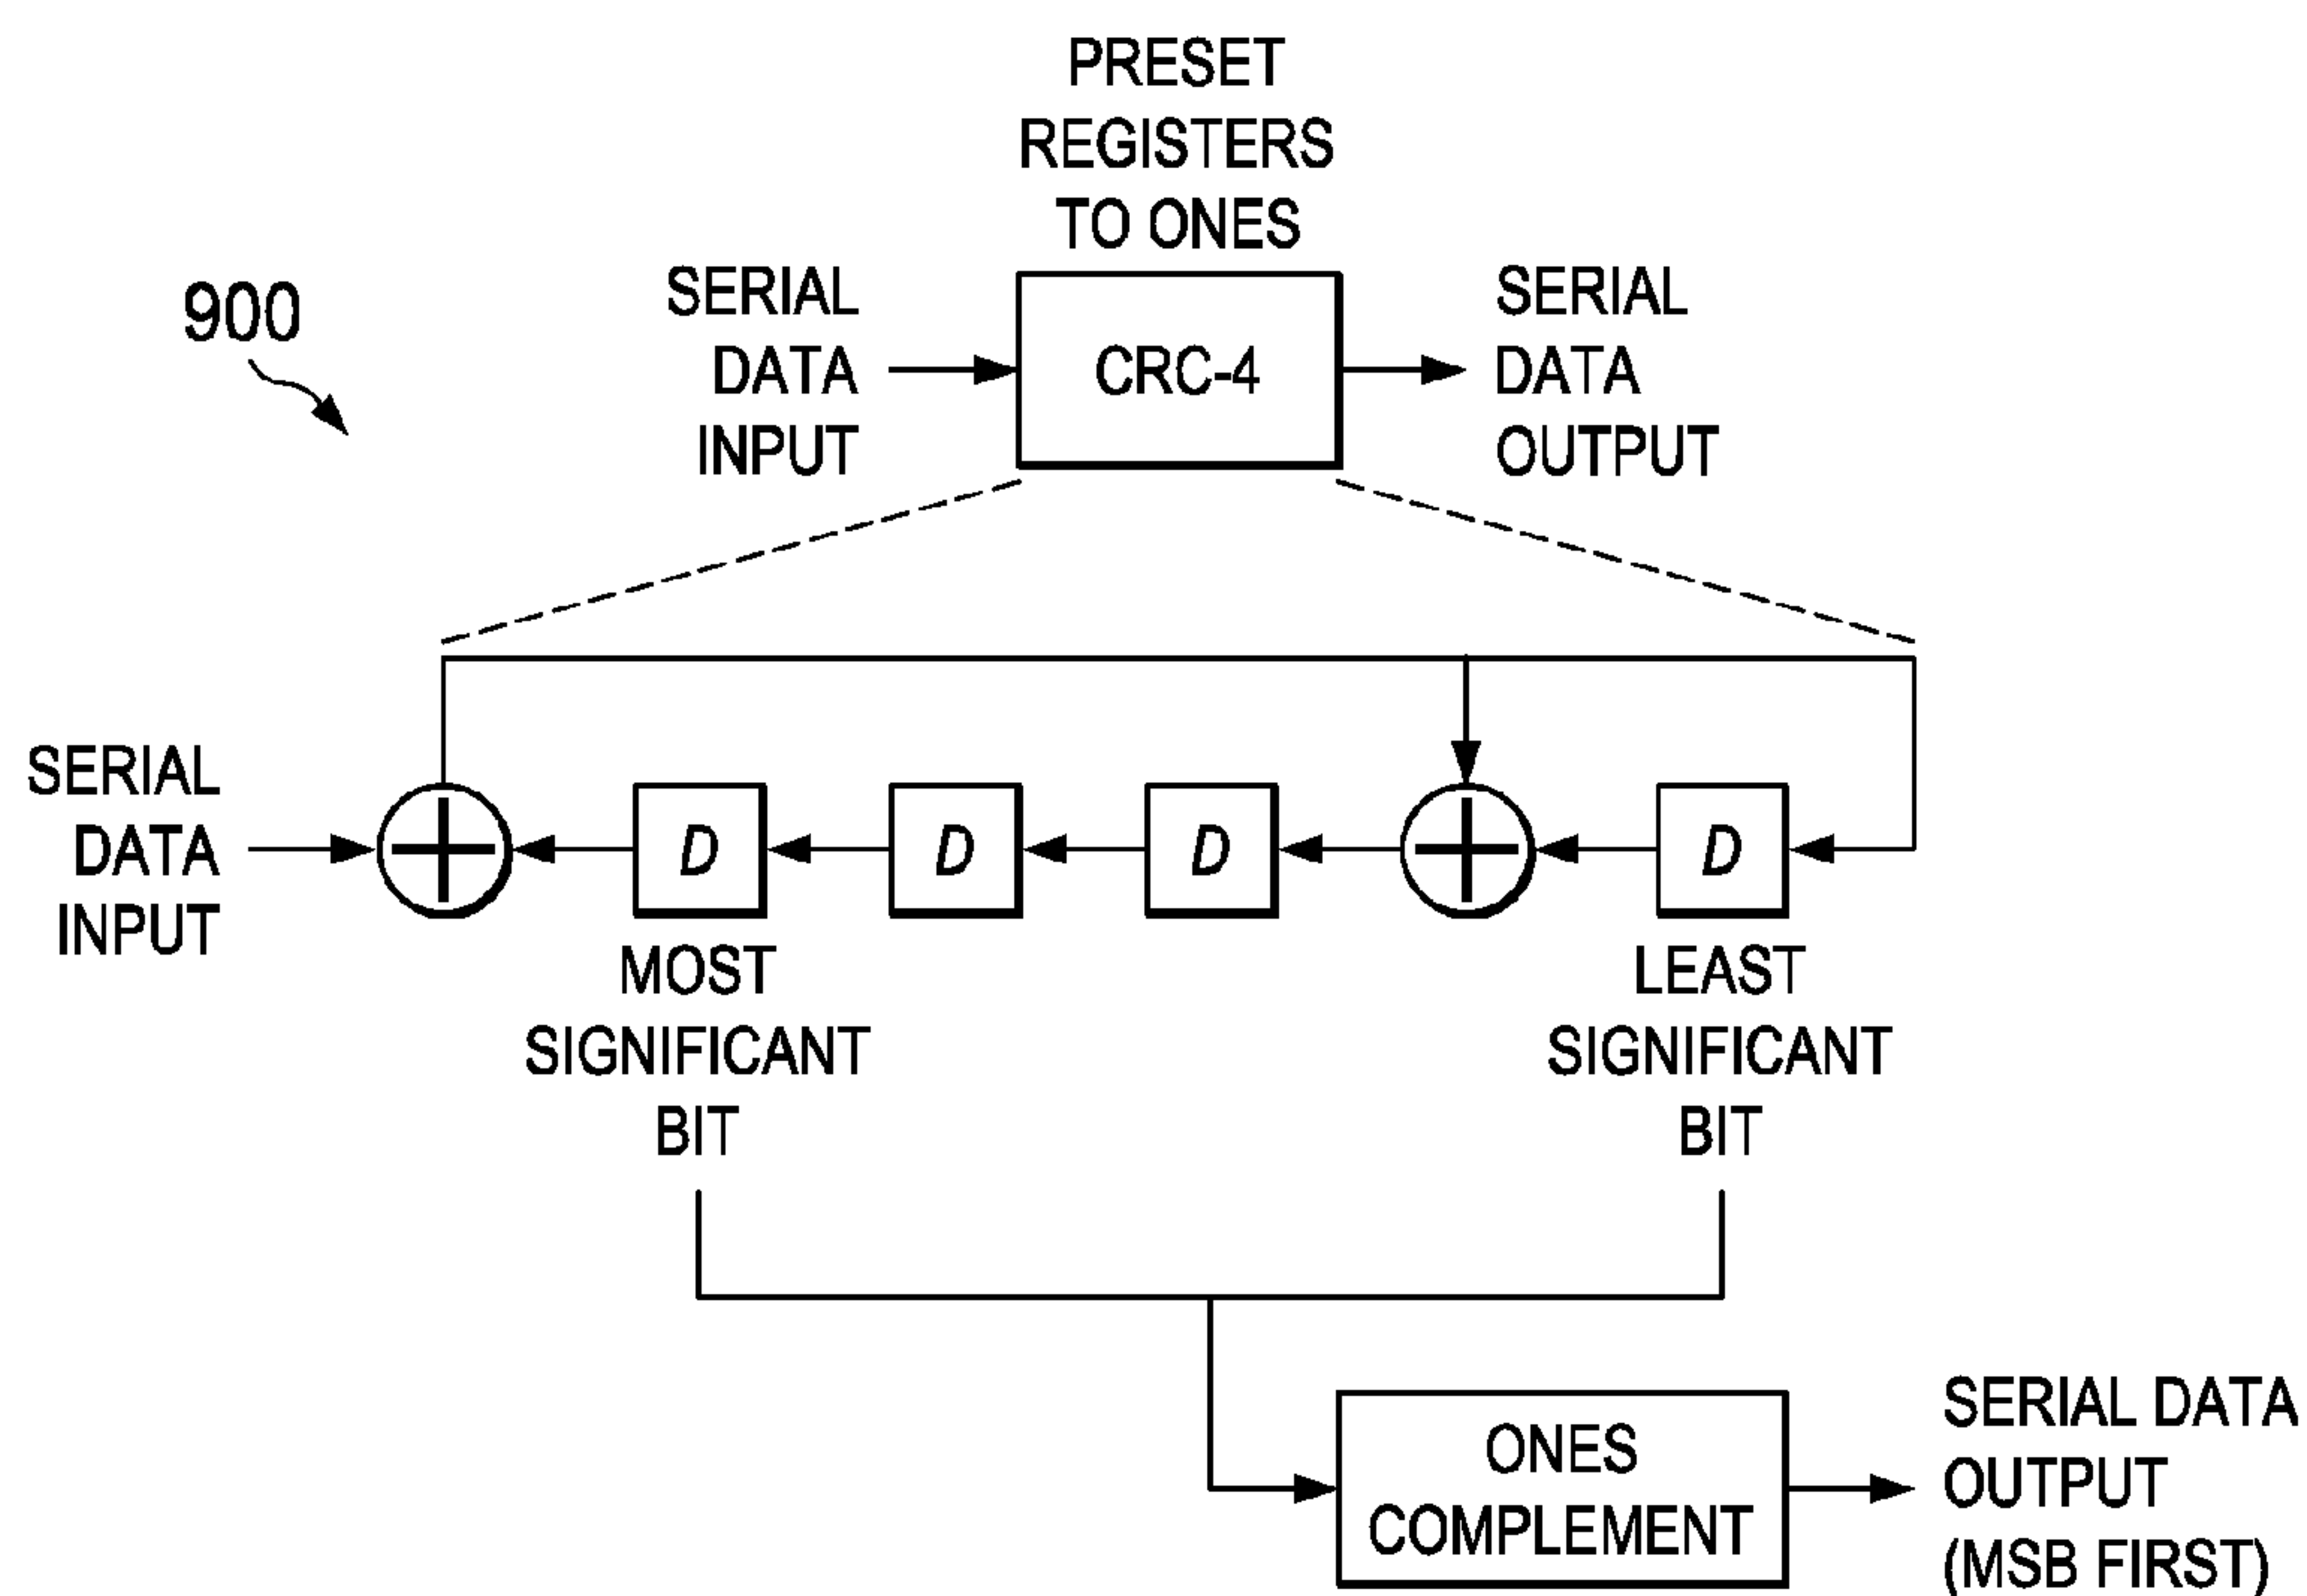 PRESET
REGISTERS
TO ONES
900
SERIAL
DATA
INPUT
CRC-4
SERIAL
DATA
OUTPUT
SERIAL
DATA
INPUT
D
D
D
D
MOST
SIGNIFICANT
BIT
LEAST
SIGNIFICANT
BIT
ONES
COMPLEMENT
SERIAL DATA
OUTPUT
(MSB FIRST)